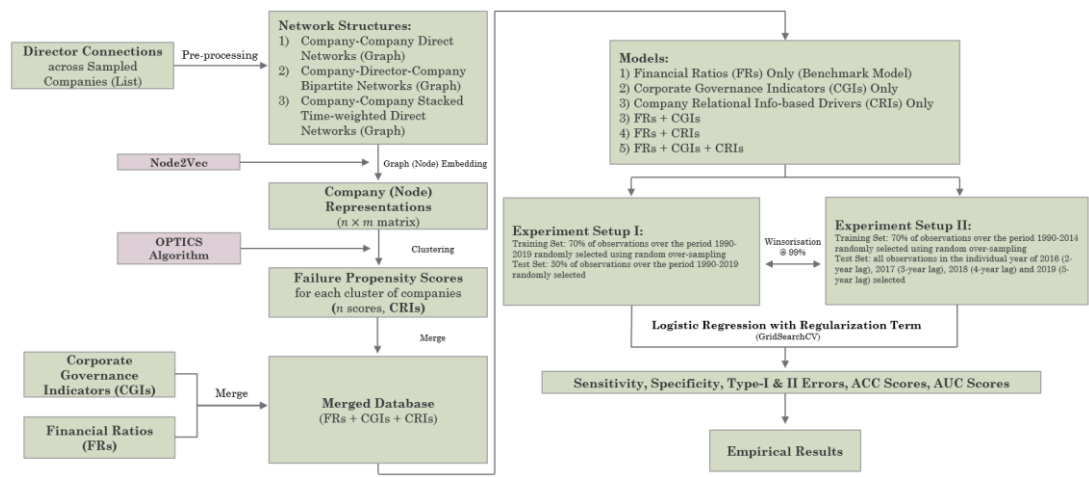 Director Connections
across Sampled
Companies (List)
Pre-processing
Network Structures:
1) Company-Company Direct
Networks (Graph)
2) Company-Director-Company
Bipartite Networks (Graph)
3) Company-Company Stacked
Time-weighted Direct
Networks (Graph)
Node2Vec
Graph (Node) Embedding
Company (Node)
Representations
(n × m matrix)
OPTICS
Algorithm
Clustering
Failure Propensity Scores
for each cluster of companies
(n scores, CRIs)
Merge
Corporate
Governance
Indicators (CGIs)
Financial Ratios
(FRs)
Merge
Merged Database
(FRs + CGIs + CRIs)
Models:
1) Financial Ratios (FRs) Only (Benchmark Model)
2) Corporate Governance Indicators (CGIs) Only
3) Company Relational Info-based Drivers (CRIs) Only
3) FRs + CGIs
4) FRs + CRIs
5) FRs + CGIs + CRIs
Experiment Setup I:
Training Set: 70% of observations over the period 1990-
2019 randomly selected using random over-sampling
Test Set: 30% of observations over the period 1990-2019
randomly selected
Winsorisation
@ 99%
Experiment Setup II:
Training Set: 70% of observations over the period 1990-2014
randomly selected using random over-sampling
Test Set: all observations in the individual year of 2016 (2-
year lag), 2017 (3-year lag), 2018 (4-year lag) and 2019 (5-
year lag) selected
Logistic Regression with Regularization Term
(GridSearchCV)
Sensitivity, Specificity, Type-I & II Errors, ACC Scores, AUC Scores
Empirical Results